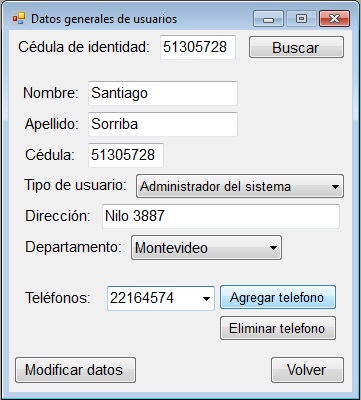 Datos generales de usuarios
Cédula de identidad: 51305728 Buscar
Nombre: Santiago
Apellido: Sorriba
Cédula: 51305728
Tipo de usuario: Administrador del sistema
Dirección: Nilo 3887
Departamento: Montevideo
Teléfonos: 22164574 Agregar telefono
Eliminar telefono
Modificar datos Volver